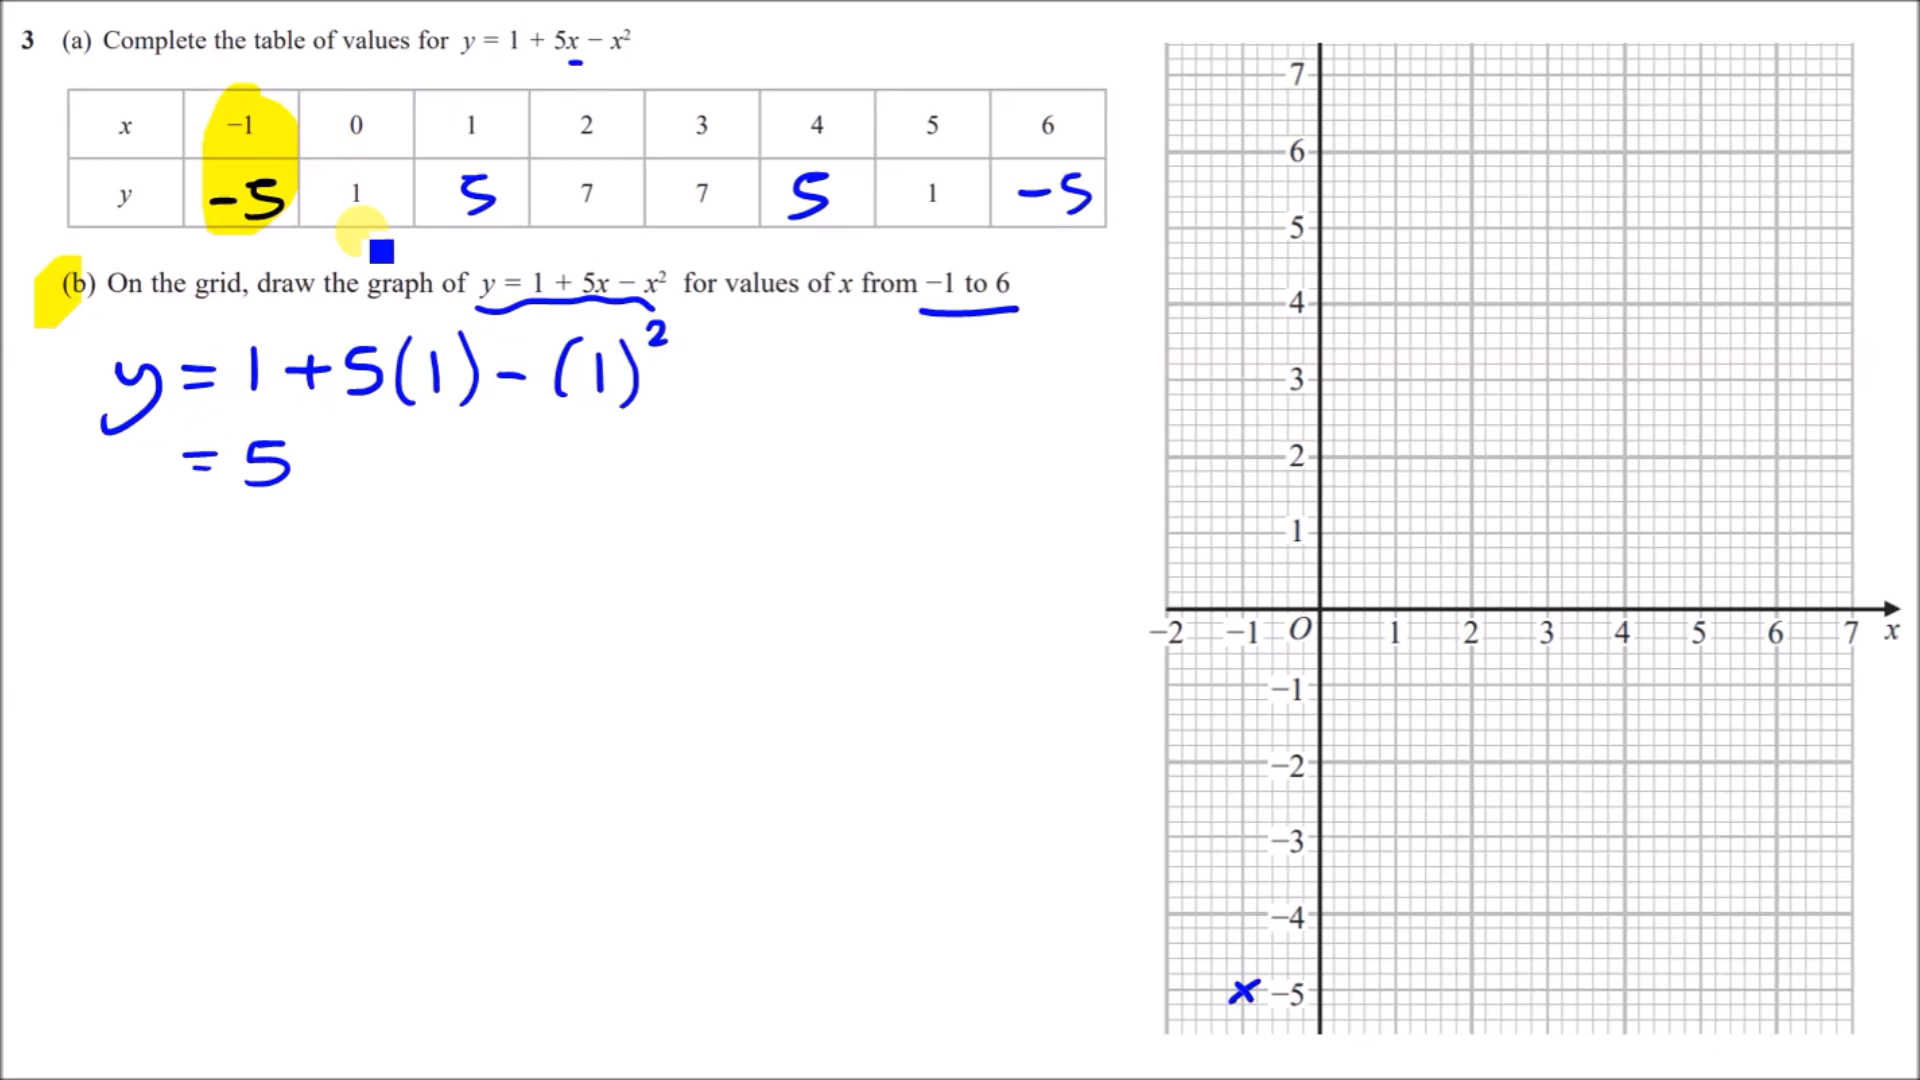 3 (a) Complete the table of values for y = 1 + 5x − x²
x −1 0 1 2 3 4 5 6
y -5 1 5 7 7 5 1 -5
(b) On the grid, draw the graph of y = 1 + 5x − x² for values of x from −1 to 6
y = 1 + 5(1) - (1)²
= 5
7
6
5
4
3
2
1
−2 −1 O 1 2 3 4 5 6 7 x
−1
−2
−3
−4
x −5